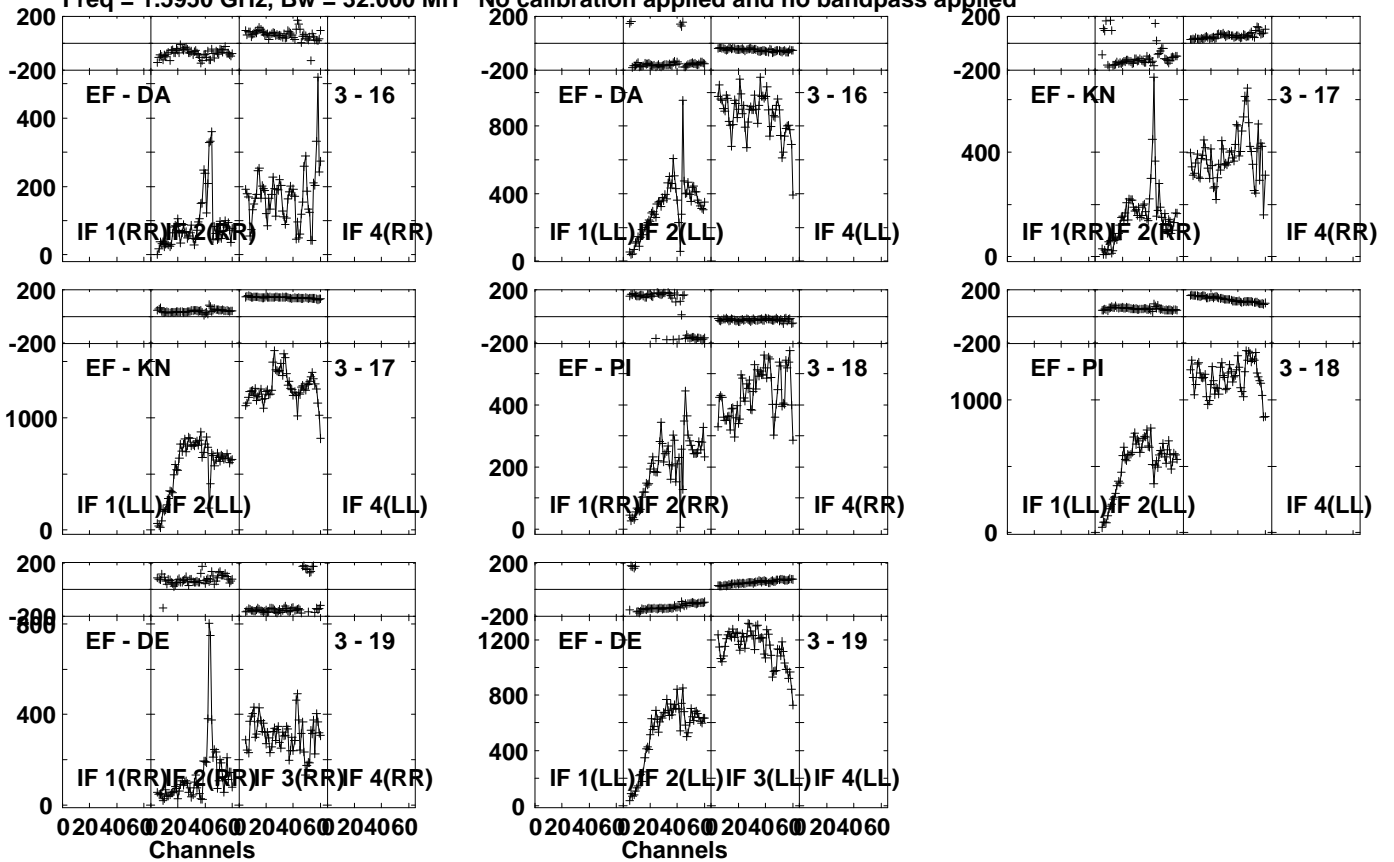 Freq = 1.5950 GHz, Bw = 32.000 MH No calibration applied and no bandpass applied
200 200 200
-200 -200 -200
EF - DA 3 - 16 EF - DA 3 - 16 EF - KN 3 - 17
400 800 400
200 400
0 0 0
IF 1(RR) IF 2(RR) IF 4(RR) IF 1(LL) IF 2(LL) IF 4(LL) IF 1(RR) IF 2(RR) IF 4(RR)
200 200 200
-200 -200 -200
EF - KN 3 - 17 EF - PI 3 - 18 EF - PI 3 - 18
1000 400 1000
200
0 0 0
IF 1(LL) IF 2(LL) IF 4(LL) IF 1(RR) IF 2(RR) IF 4(RR) IF 1(LL) IF 2(LL) IF 4(LL)
200 200
-200 -200
800 1200
EF - DE 3 - 19 EF - DE 3 - 19
400 800
400
0 0
IF 1(RR) IF 2(RR) IF 3(RR) IF 4(RR) IF 1(LL) IF 2(LL) IF 3(LL) IF 4(LL)
0 20 40 60 0 20 40 60 0 20 40 60 0 20 40 60 0 20 40 60 0 20 40 60 0 20 40 60 0 20 40 60
Channels Channels